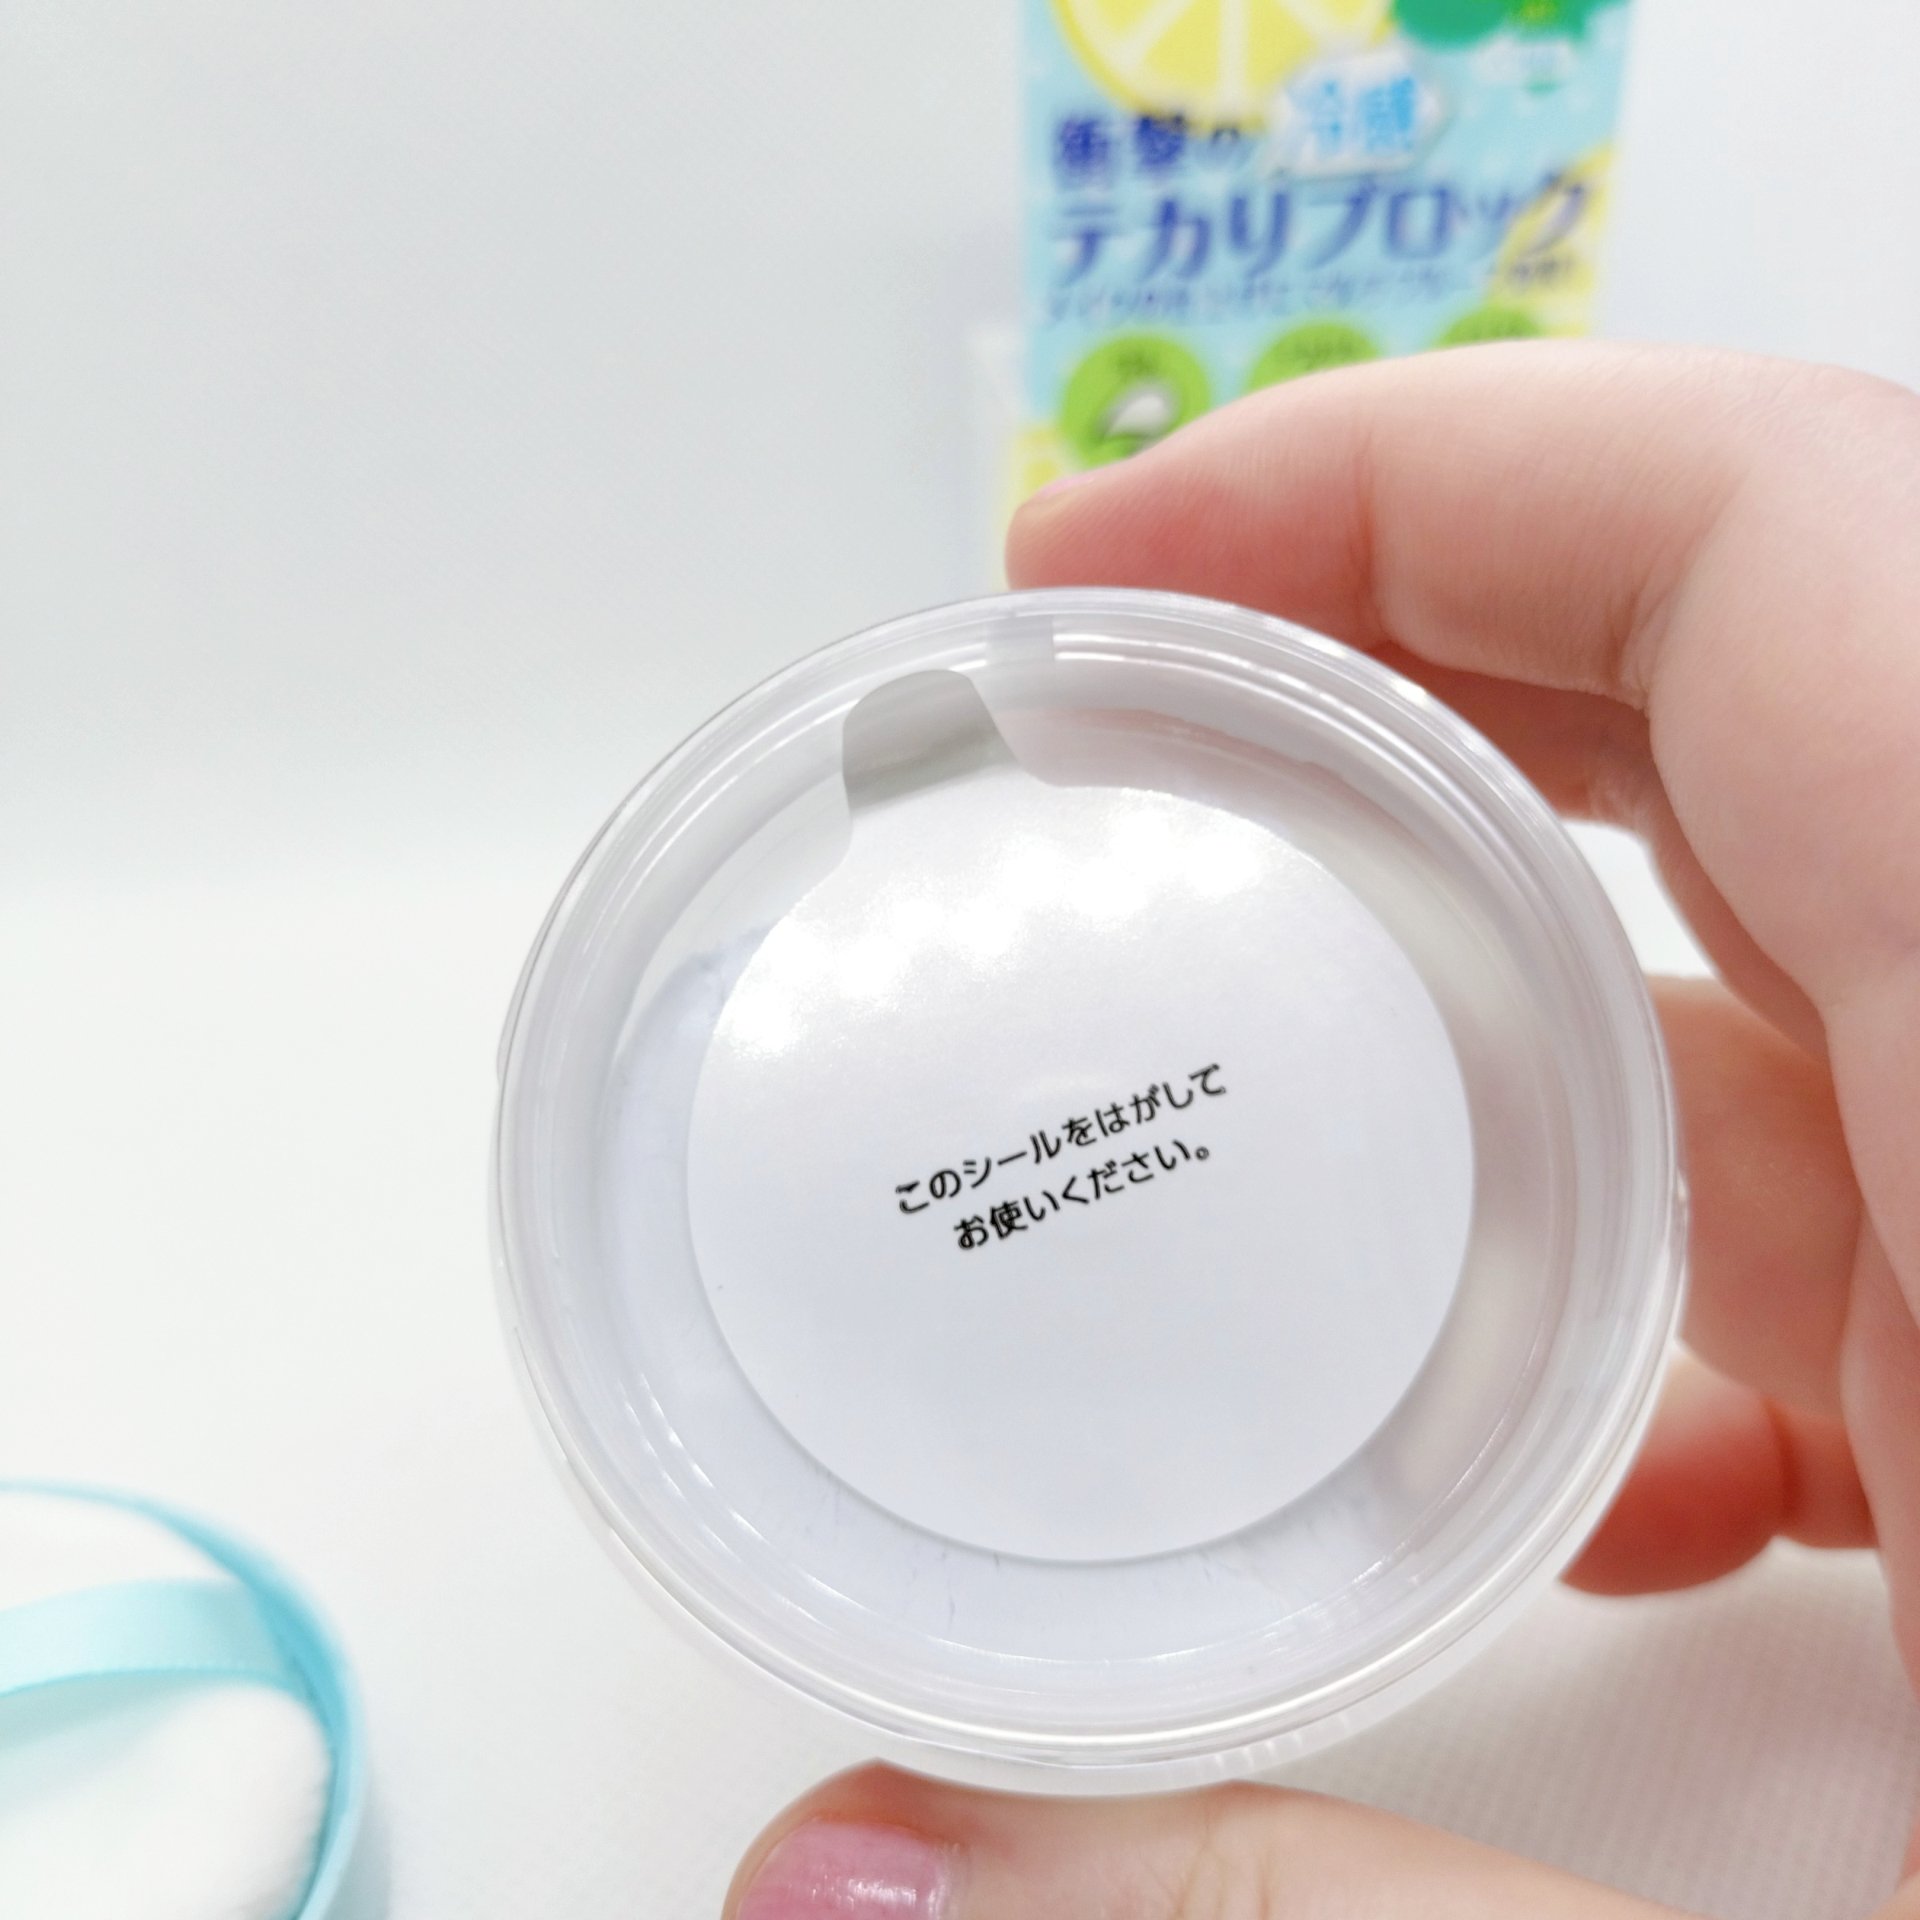 衝撃の冷感
テカリブロック
このシールをはがして
お使いください。